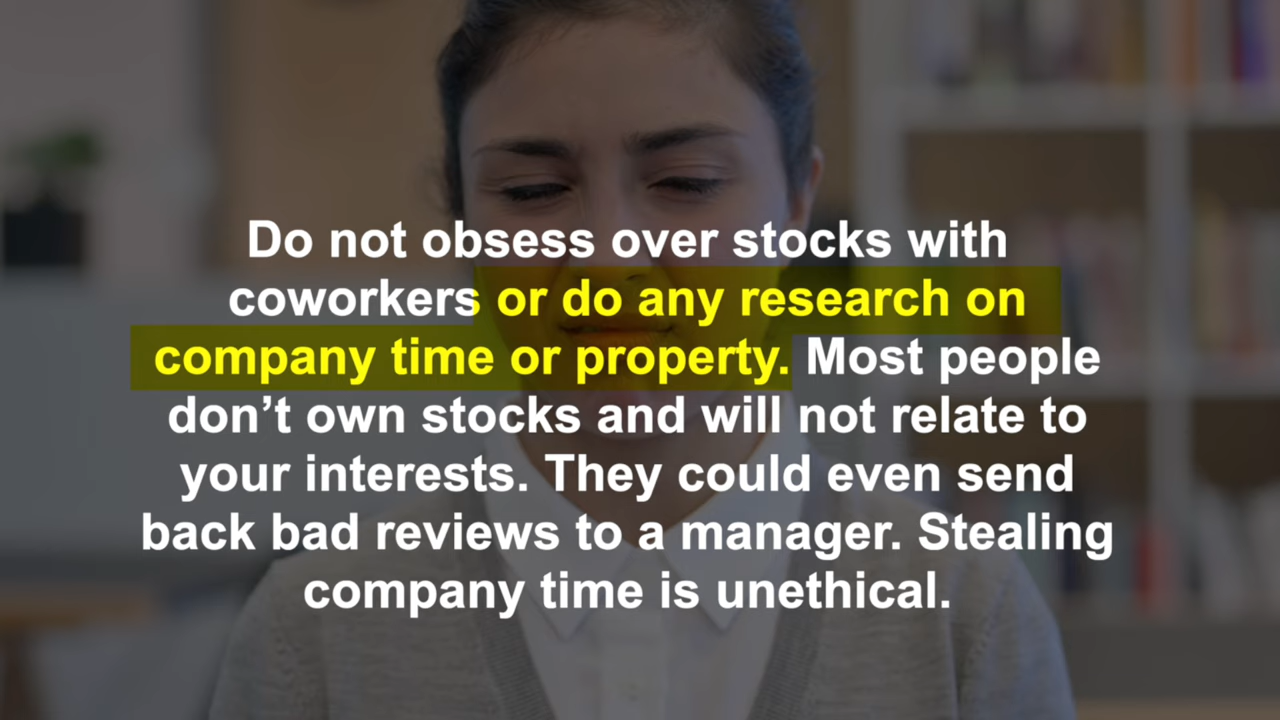 Do not obsess over stocks with
coworkers or do any research on
company time or property. Most people
don’t own stocks and will not relate to
your interests. They could even send
back bad reviews to a manager. Stealing
company time is unethical.